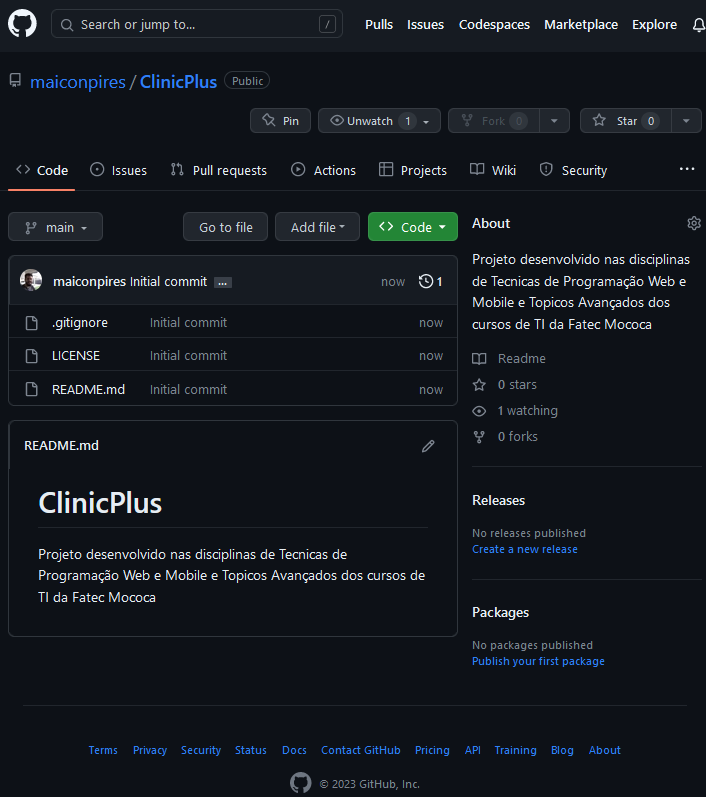 Search or jump to... /
Pulls Issues Codespaces Marketplace Explore
maiconpires / ClinicPlus Public
Pin Unwatch 1 Fork 0 Star 0
Code Issues Pull requests Actions Projects Wiki Security ...
main Go to file Add file Code
maiconpires Initial commit ... now 1
.gitignore Initial commit now
LICENSE Initial commit now
README.md Initial commit now
README.md
ClinicPlus
Projeto desenvolvido nas disciplinas de Tecnicas de
Programação Web e Mobile e Topicos Avançados dos cursos de
TI da Fatec Mococa
About
Projeto desenvolvido nas disciplinas
de Tecnicas de Programação Web e
Mobile e Topicos Avançados dos
cursos de TI da Fatec Mococa
Readme
0 stars
1 watching
0 forks
Releases
No releases published
Create a new release
Packages
No packages published
Publish your first package
Terms Privacy Security Status Docs Contact GitHub Pricing API Training Blog About
© 2023 GitHub, Inc.